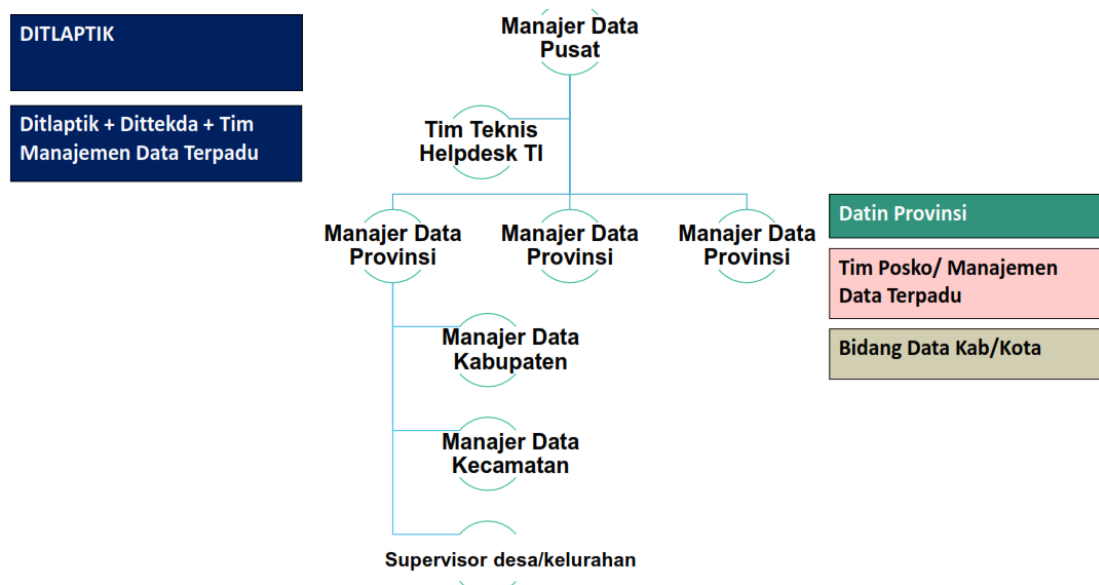 DITLAPTIK
Manajer Data
Pusat
Ditlaptik + Dittekda + Tim
Manajemen Data Terpadu
Tim Teknis
Helpdesk TI
Manajer Data
Provinsi
Manajer Data
Provinsi
Manajer Data
Provinsi
Datin Provinsi
Tim Posko/ Manajemen
Data Terpadu
Bidang Data Kab/Kota
Manajer Data
Kabupaten
Manajer Data
Kecamatan
Supervisor desa/kelurahan